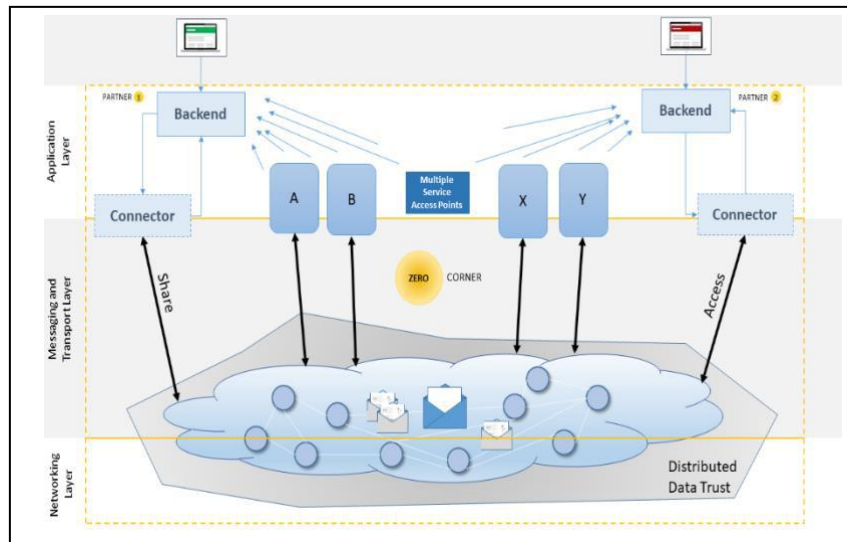 PARTNER 1
Backend
Backend
PARTNER 2
Application
Layer
Multiple
Service
Access Points
A
B
X
Y
Connector
Connector
Messaging and
Transport Layer
Share
ZERO CORNER
Access
Networking
Layer
Distributed
Data Trust